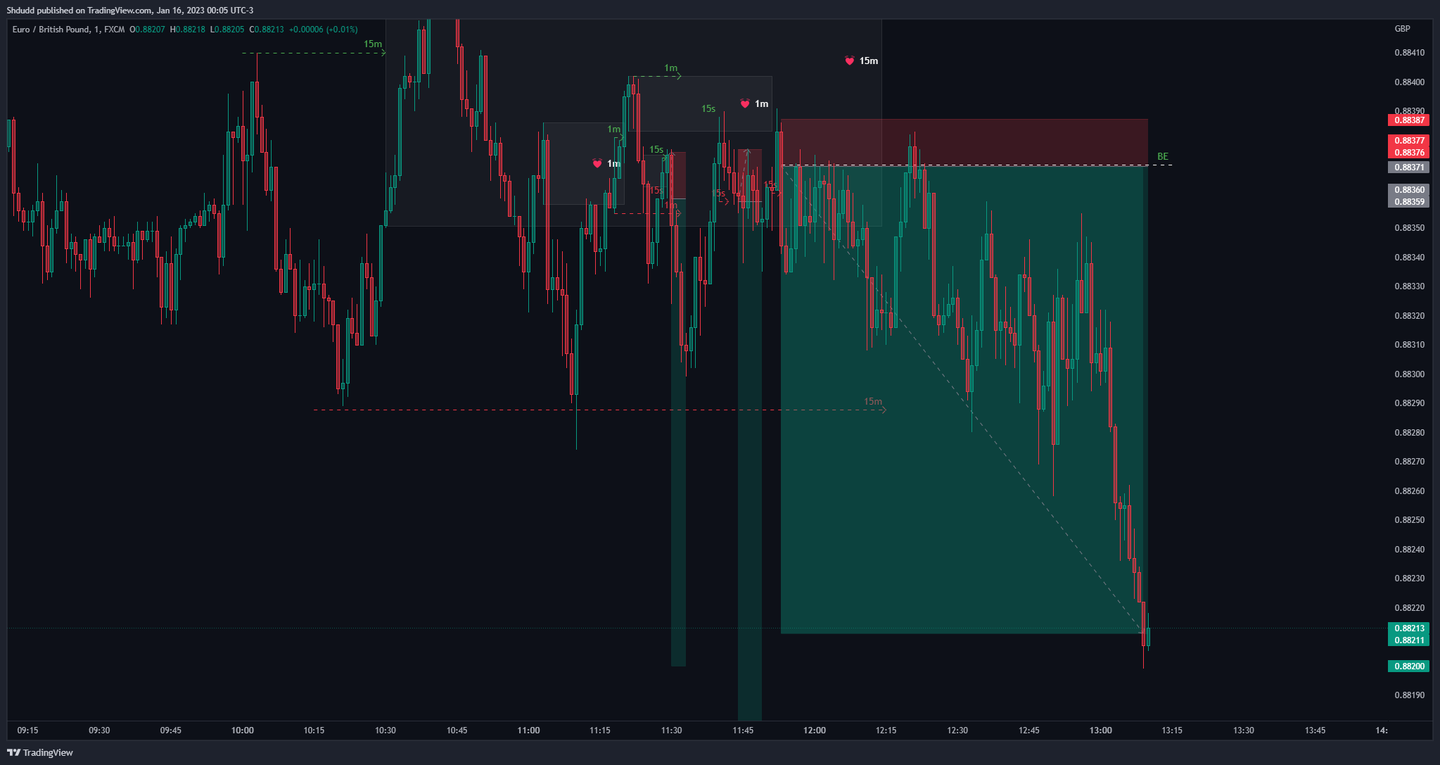 Shdudd published on TradingView.com, Jan 16, 2023 00:05 UTC-3
Euro / British Pound, 1, FXCM O0.88207 H0.88218 L0.88205 C0.88213 +0.00006 (+0.01%)
GBP
15m
0.88410
15m
1m
0.88400
1m
15s
0.88390
0.88387
1m
0.88377
15s
0.88376
BE
1m
0.88371
15s
15s
15s
0.88360
1m
0.88359
0.88350
0.88340
0.88330
0.88320
0.88310
0.88300
15m
0.88290
0.88280
0.88270
0.88260
0.88250
0.88240
0.88230
0.88220
0.88213
0.88211
0.88200
0.88190
09:15 09:30 09:45 10:00 10:15 10:30 10:45 11:00 11:15 11:30 11:45 12:00 12:15 12:30 12:45 13:00 13:15 13:30 13:45 14:
TradingView